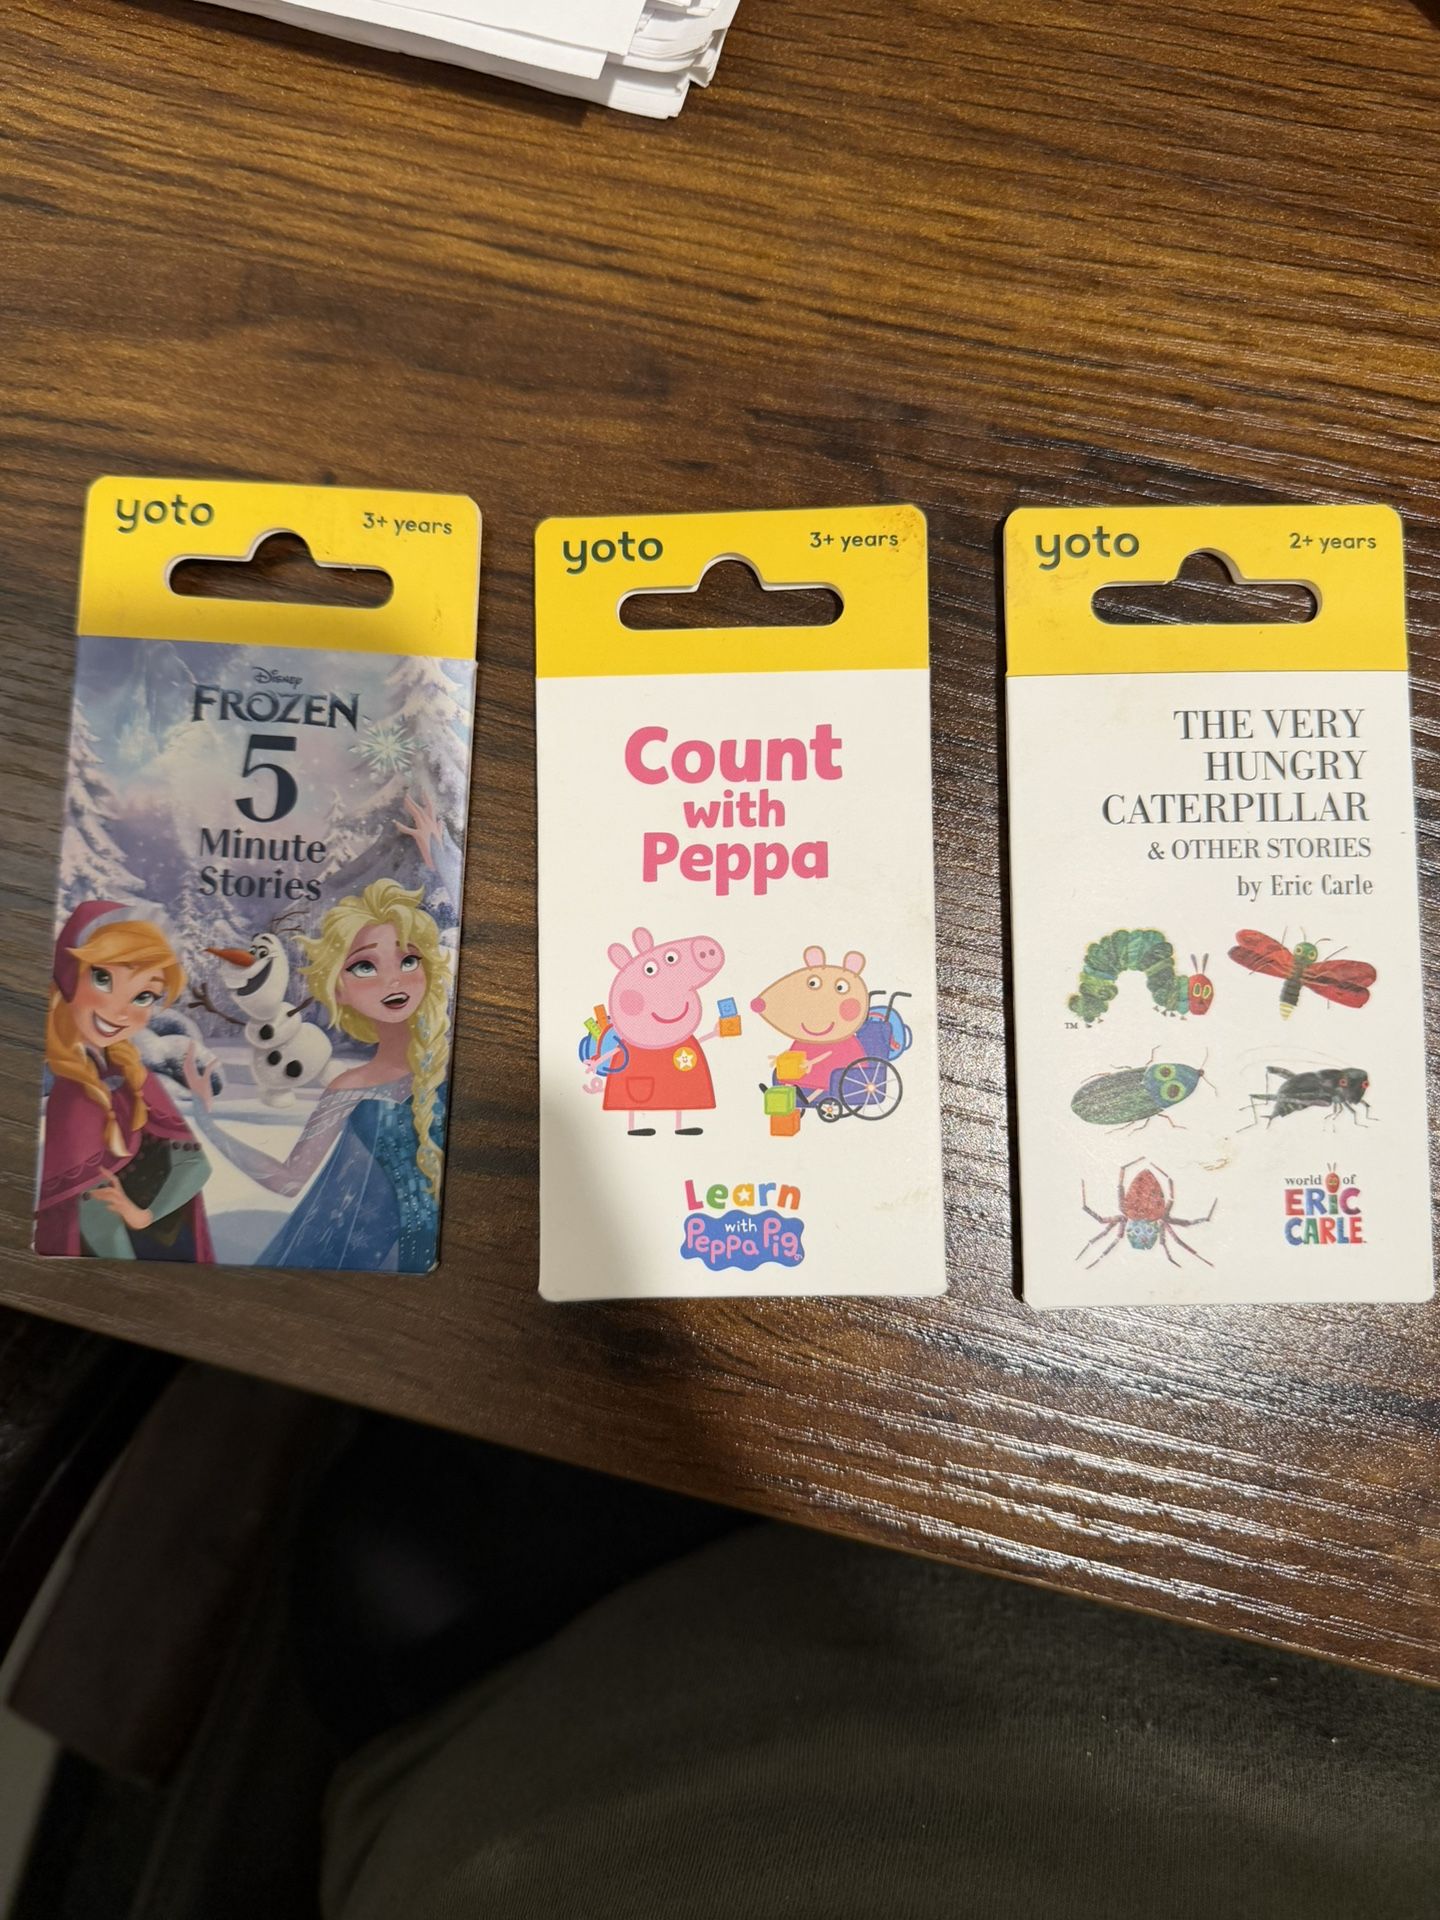 yoto
3+ years
Disney
FROZEN
5
Minute
Stories
yoto
3+ years
Count
with
Peppa
Learn
with
Peppa Pig
yoto
2+ years
THE VERY
HUNGRY
CATERPILLAR
& OTHER STORIES
by Eric Carle
TM
world of
ERIC
CARLE